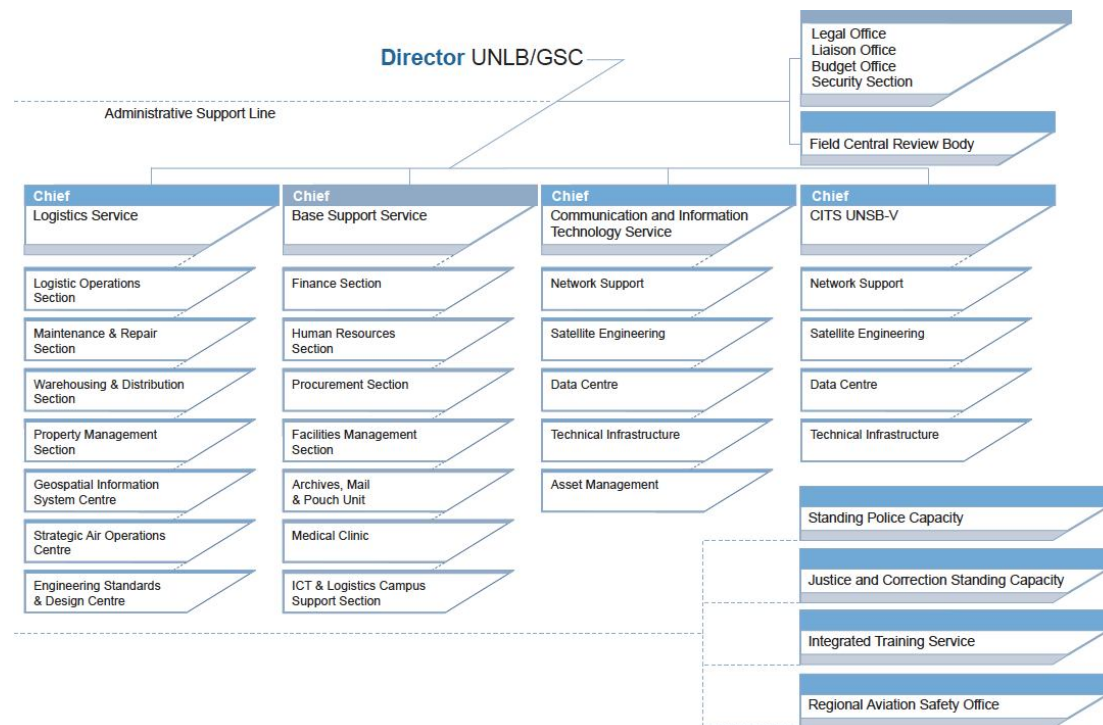 Director UNLB/GSC
Administrative Support Line
Legal Office
Liaison Office
Budget Office
Security Section
Field Central Review Body
Chief
Logistics Service
Logistic Operations
Section
Maintenance & Repair
Section
Warehousing & Distribution
Section
Property Management
Section
Geospatial Information
System Centre
Strategic Air Operations
Centre
Engineering Standards
& Design Centre
Chief
Base Support Service
Finance Section
Human Resources
Section
Procurement Section
Facilities Management
Section
Archives, Mail
& Pouch Unit
Medical Clinic
ICT & Logistics Campus
Support Section
Chief
Communication and Information
Technology Service
Network Support
Satellite Engineering
Data Centre
Technical Infrastructure
Asset Management
Chief
CITS UNSB-V
Network Support
Satellite Engineering
Data Centre
Technical Infrastructure
Standing Police Capacity
Justice and Correction Standing Capacity
Integrated Training Service
Regional Aviation Safety Office